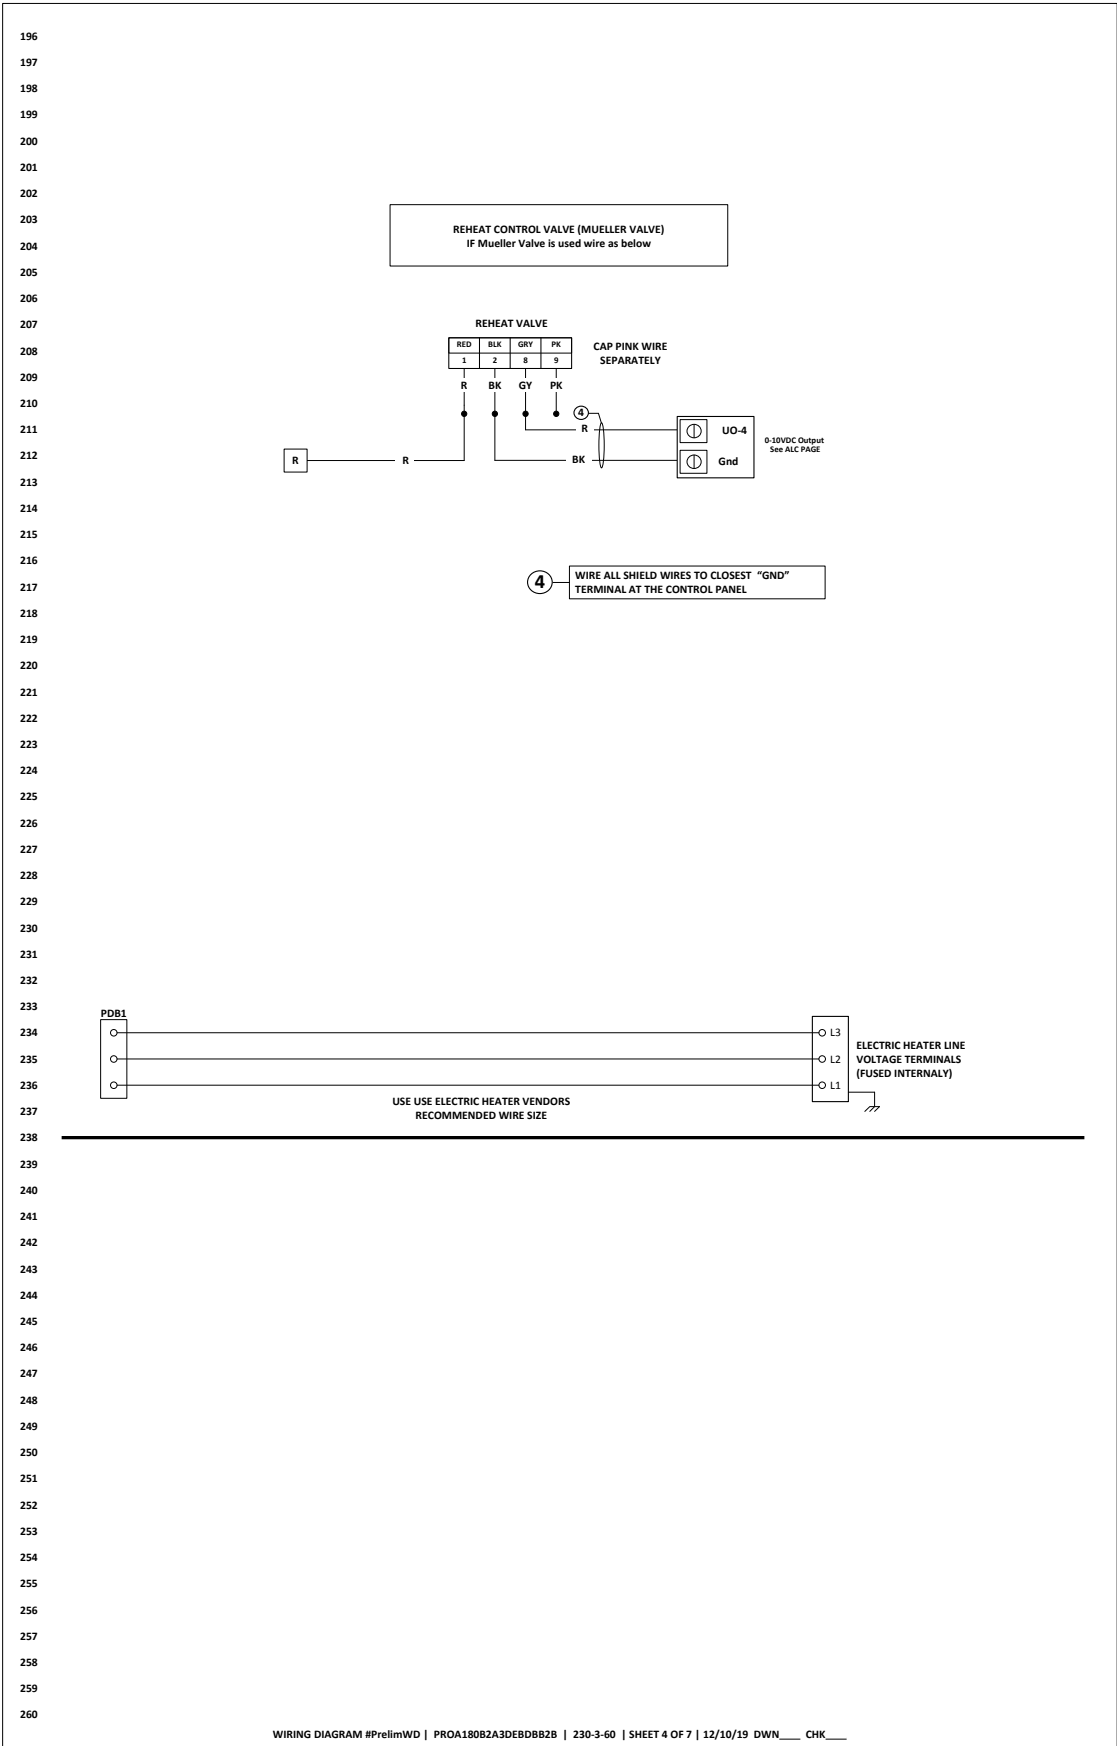 196
197
198
199
200
201
202
203
REHEAT CONTROL VALVE (MUELLER VALVE)
204
IF Mueller Valve is used wire as below
205
206
207
REHEAT VALVE
208
RED BLK GRY PK
CAP PINK WIRE
SEPARATELY
1 2 8 9
209
R BK GY PK
210
4
211
R
UO-4
0-10VDC Output
See ALC PAGE
212
R R BK Gnd
213
214
215
216
4
WIRE ALL SHIELD WIRES TO CLOSEST "GND"
TERMINAL AT THE CONTROL PANEL
217
218
219
220
221
222
223
224
225
226
227
228
229
230
231
232
233
PDB1
234
L3
ELECTRIC HEATER LINE
VOLTAGE TERMINALS
(FUSED INTERNALY)
235
L2
236
L1
USE USE ELECTRIC HEATER VENDORS
RECOMMENDED WIRE SIZE
237
238
239
240
241
242
243
244
245
246
247
248
249
250
251
252
253
254
255
256
257
258
259
260
WIRING DIAGRAM #PrelimWD | PROA180B2A3DEBDBB2B | 230-3-60 | SHEET 4 OF 7 | 12/10/19 DWN____ CHK____